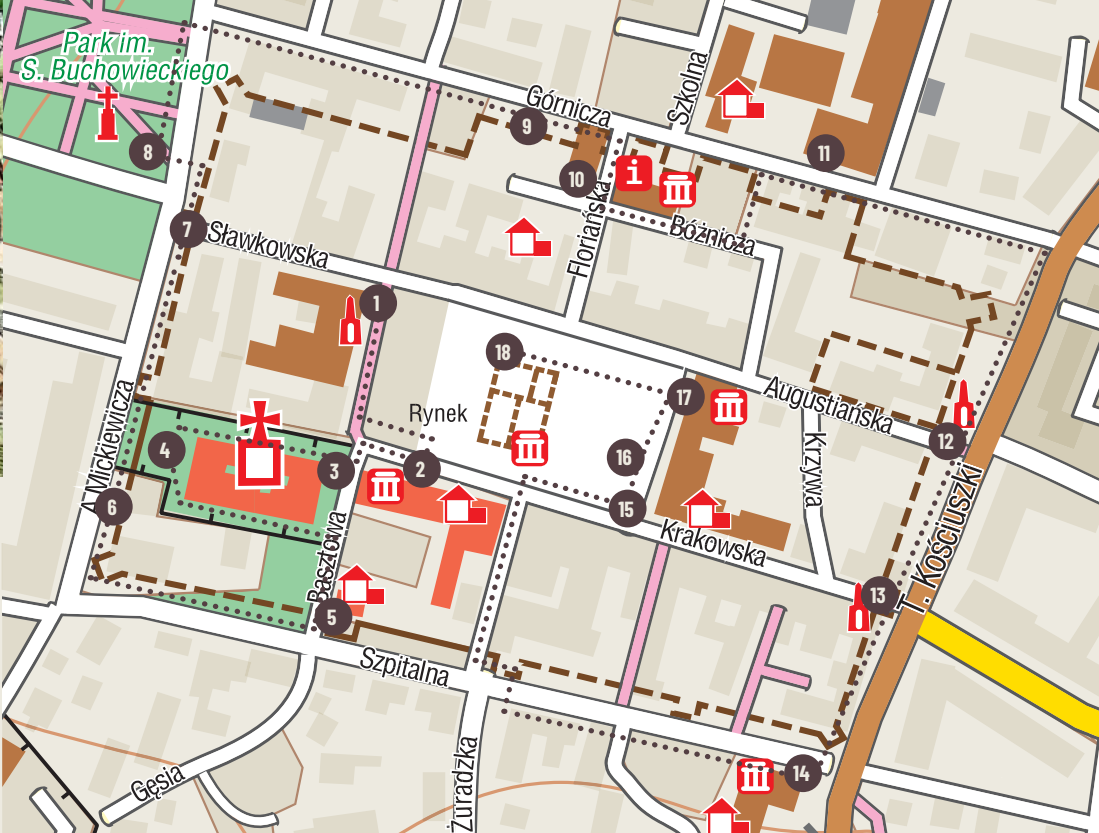 Park im.
S. Buchowieckiego
Górnicza
Szkolna
9
8
11
10
i
Floriańska
Bóżnicza
7
Sławkowska
1
18
17
Rynek
Augustiańska
A Mickiewicza
4
3
2
16
12
Krzywa
6
15
Krakowska
T. Kościuszki
Basztowa
5
13
Szpitalna
Gęsia
Żuradzka
14